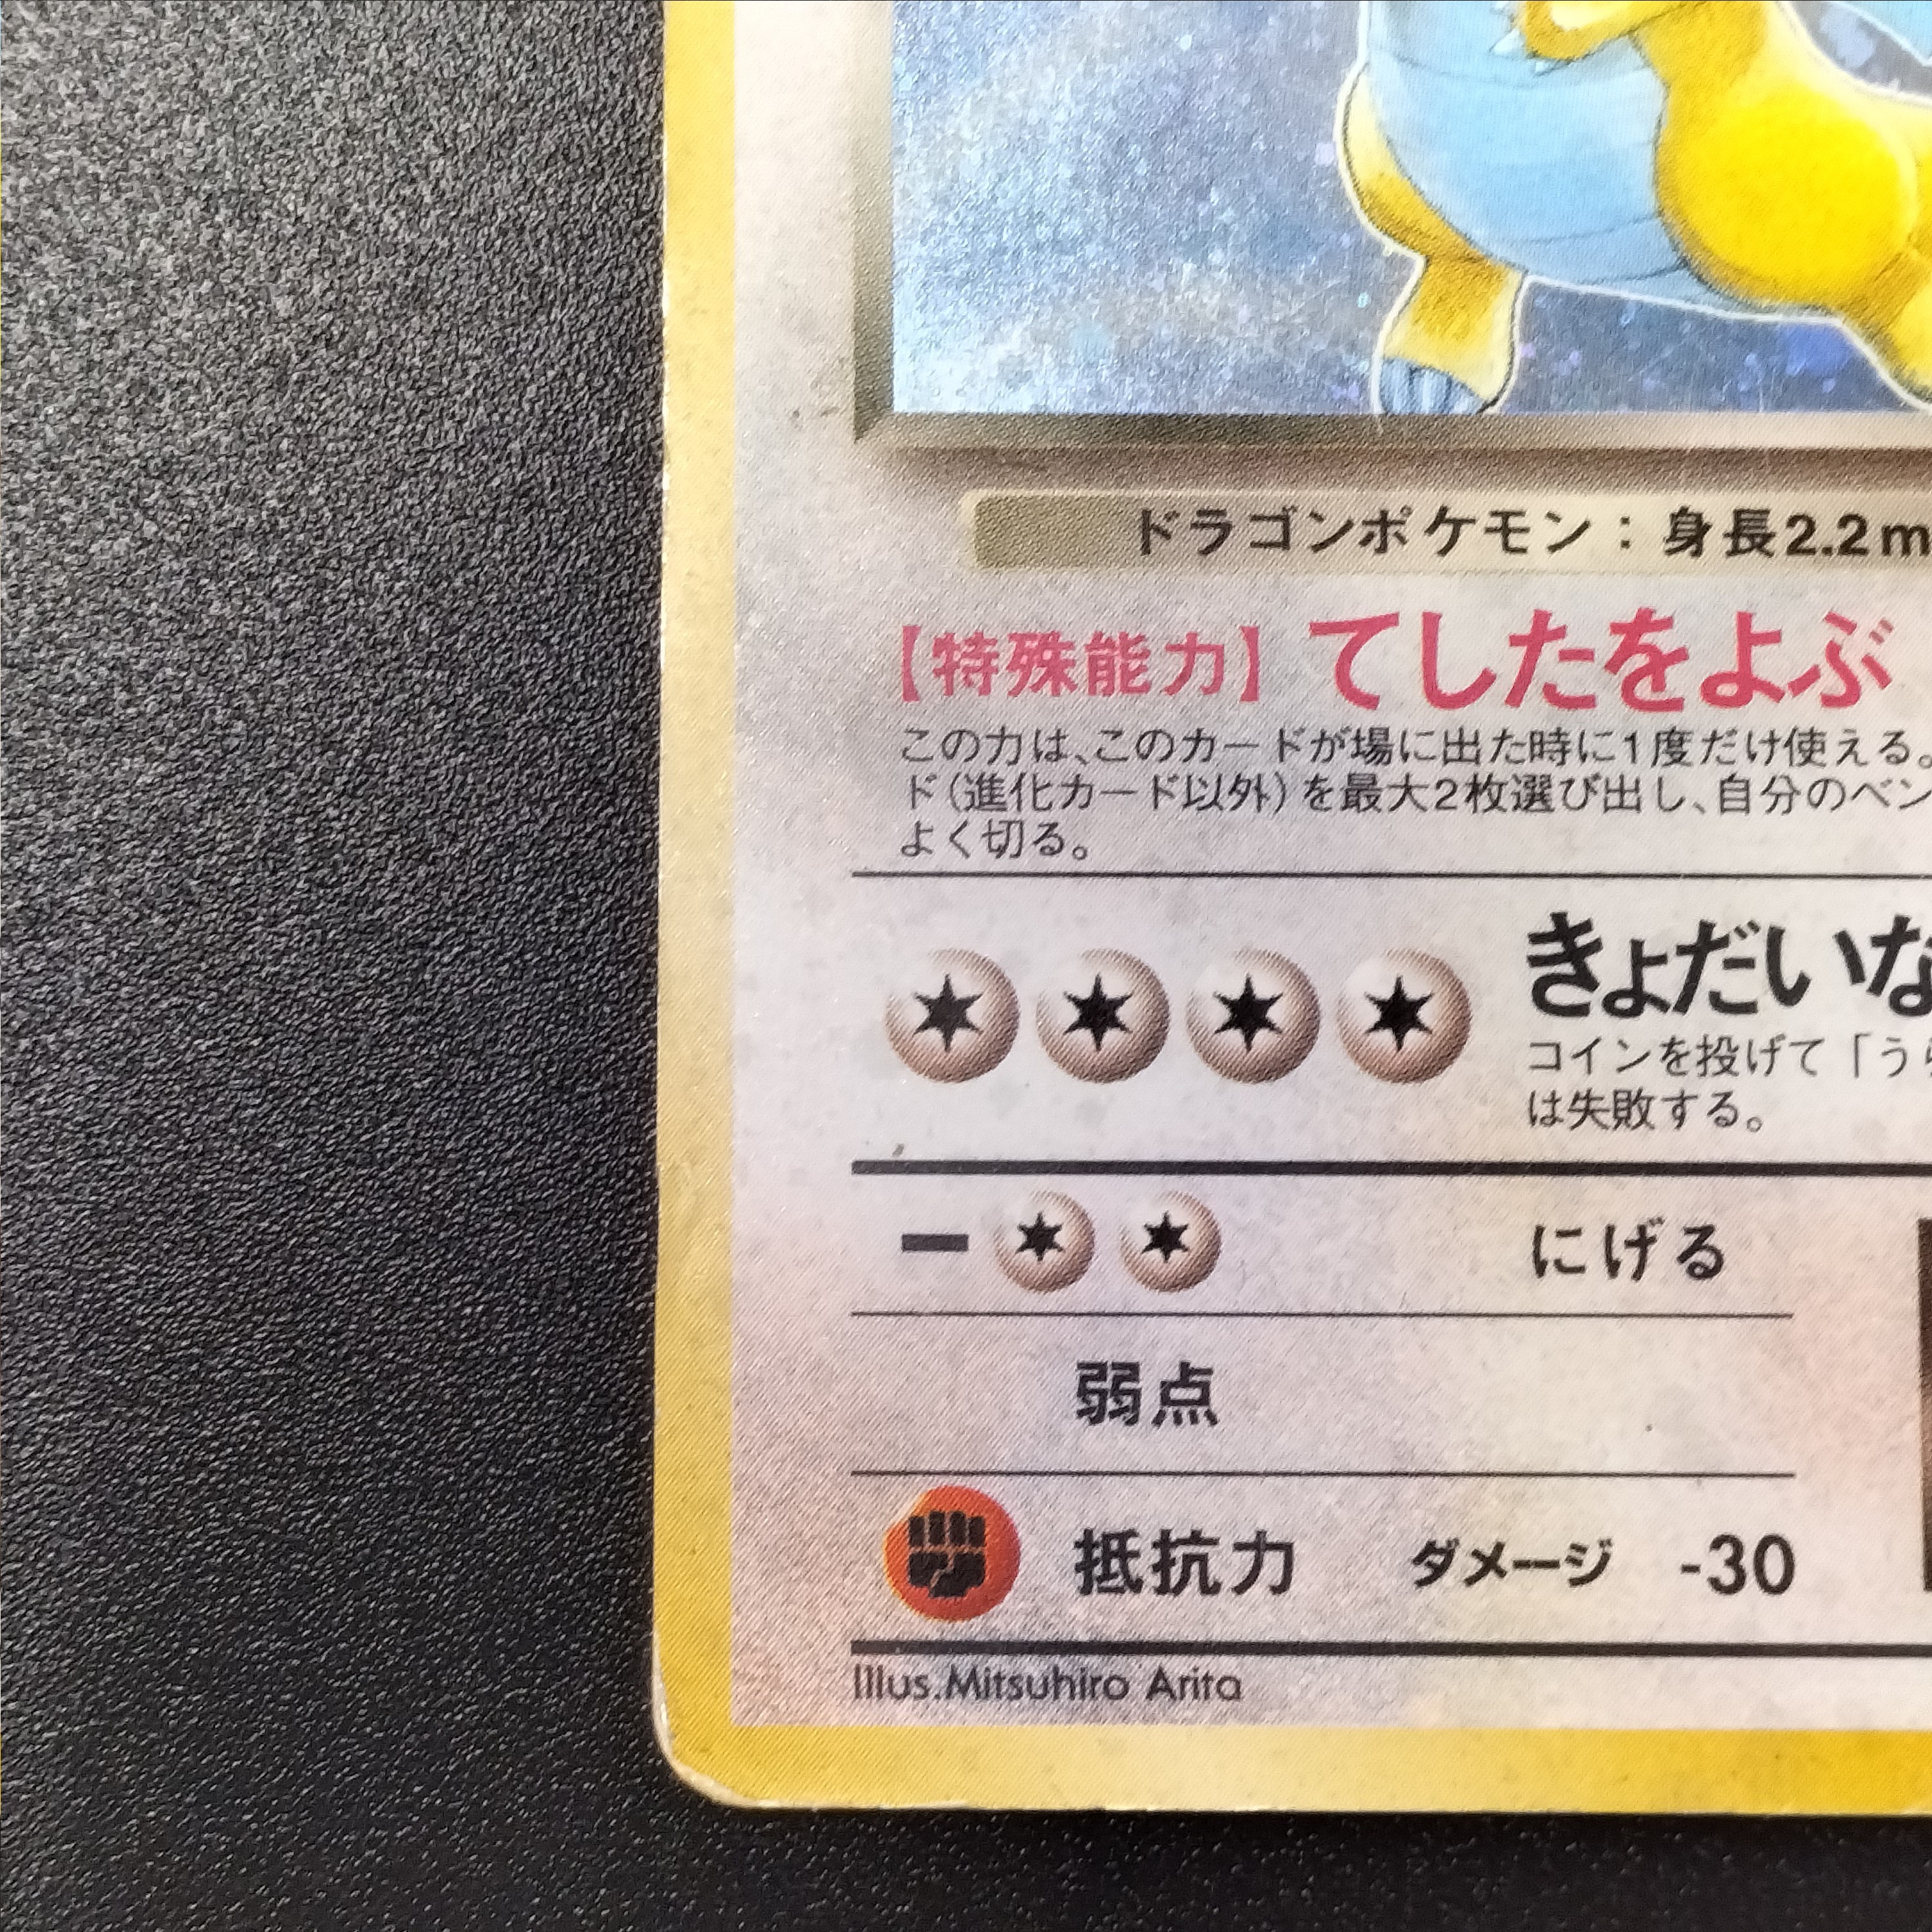 ドラゴンポケモン：身長2.2m
【特殊能力】てしたをよぶ
この力は、このカードが場に出た時に1度だけ使える。
ド（進化カード以外）を最大2枚選び出し、自分のベン
よく切る。
きょだいな
コインを投げて「うら
は失敗する。
にげる
弱点
抵抗力 ダメージ -30
Illus.Mitsuhiro Arita